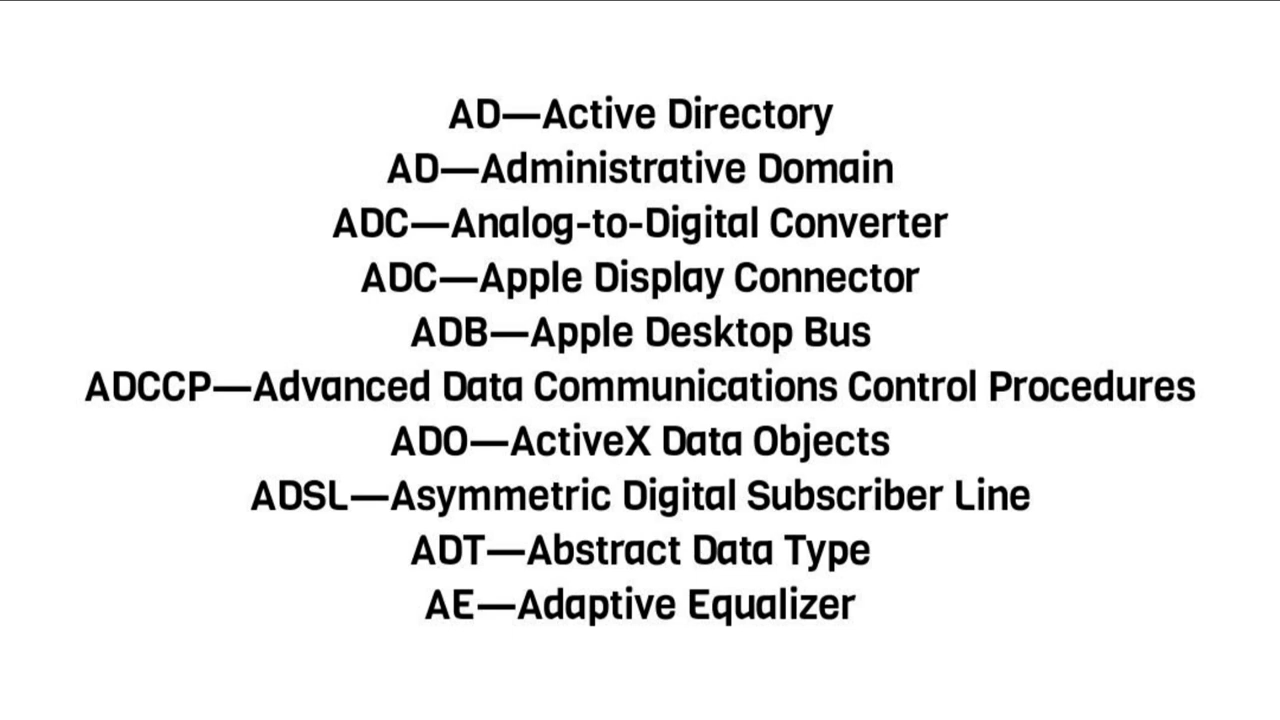 AD—Active Directory
AD—Administrative Domain
ADC—Analog-to-Digital Converter
ADC—Apple Display Connector
ADB—Apple Desktop Bus
ADCCP—Advanced Data Communications Control Procedures
ADO—ActiveX Data Objects
ADSL—Asymmetric Digital Subscriber Line
ADT—Abstract Data Type
AE—Adaptive Equalizer